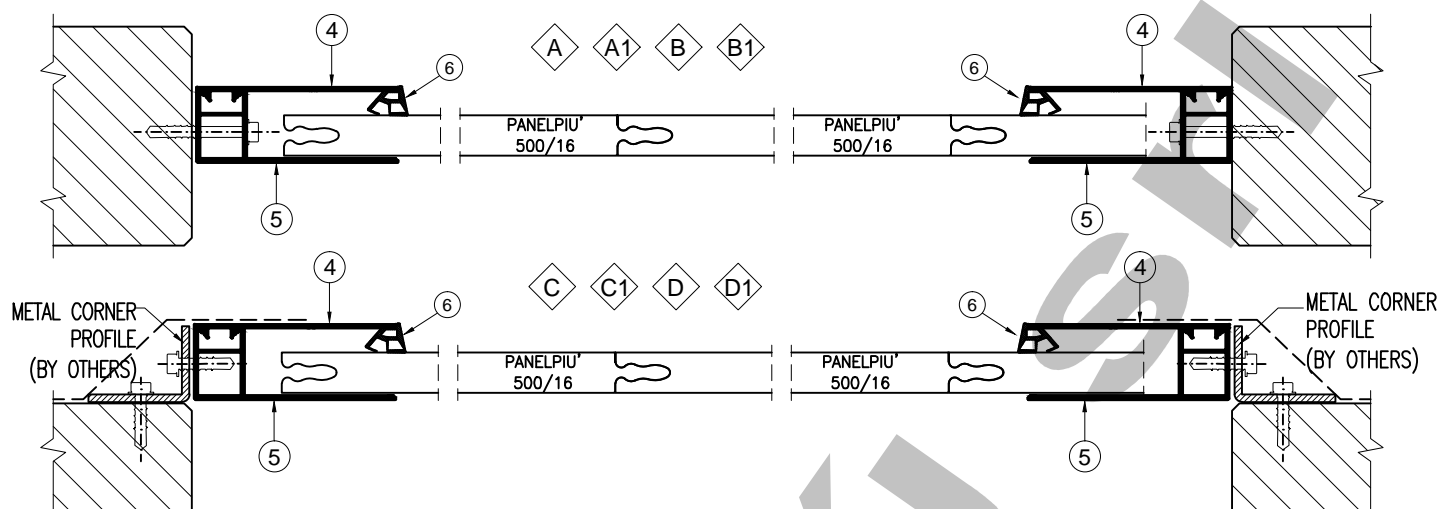 4
A A1 B B1
4
6
6
PANELPIU' 500/16
PANELPIU' 500/16
5
5
4
C C1 D D1
4
6
6
METAL CORNER PROFILE (BY OTHERS)
METAL CORNER PROFILE (BY OTHERS)
PANELPIU' 500/16
PANELPIU' 500/16
5
5
srl